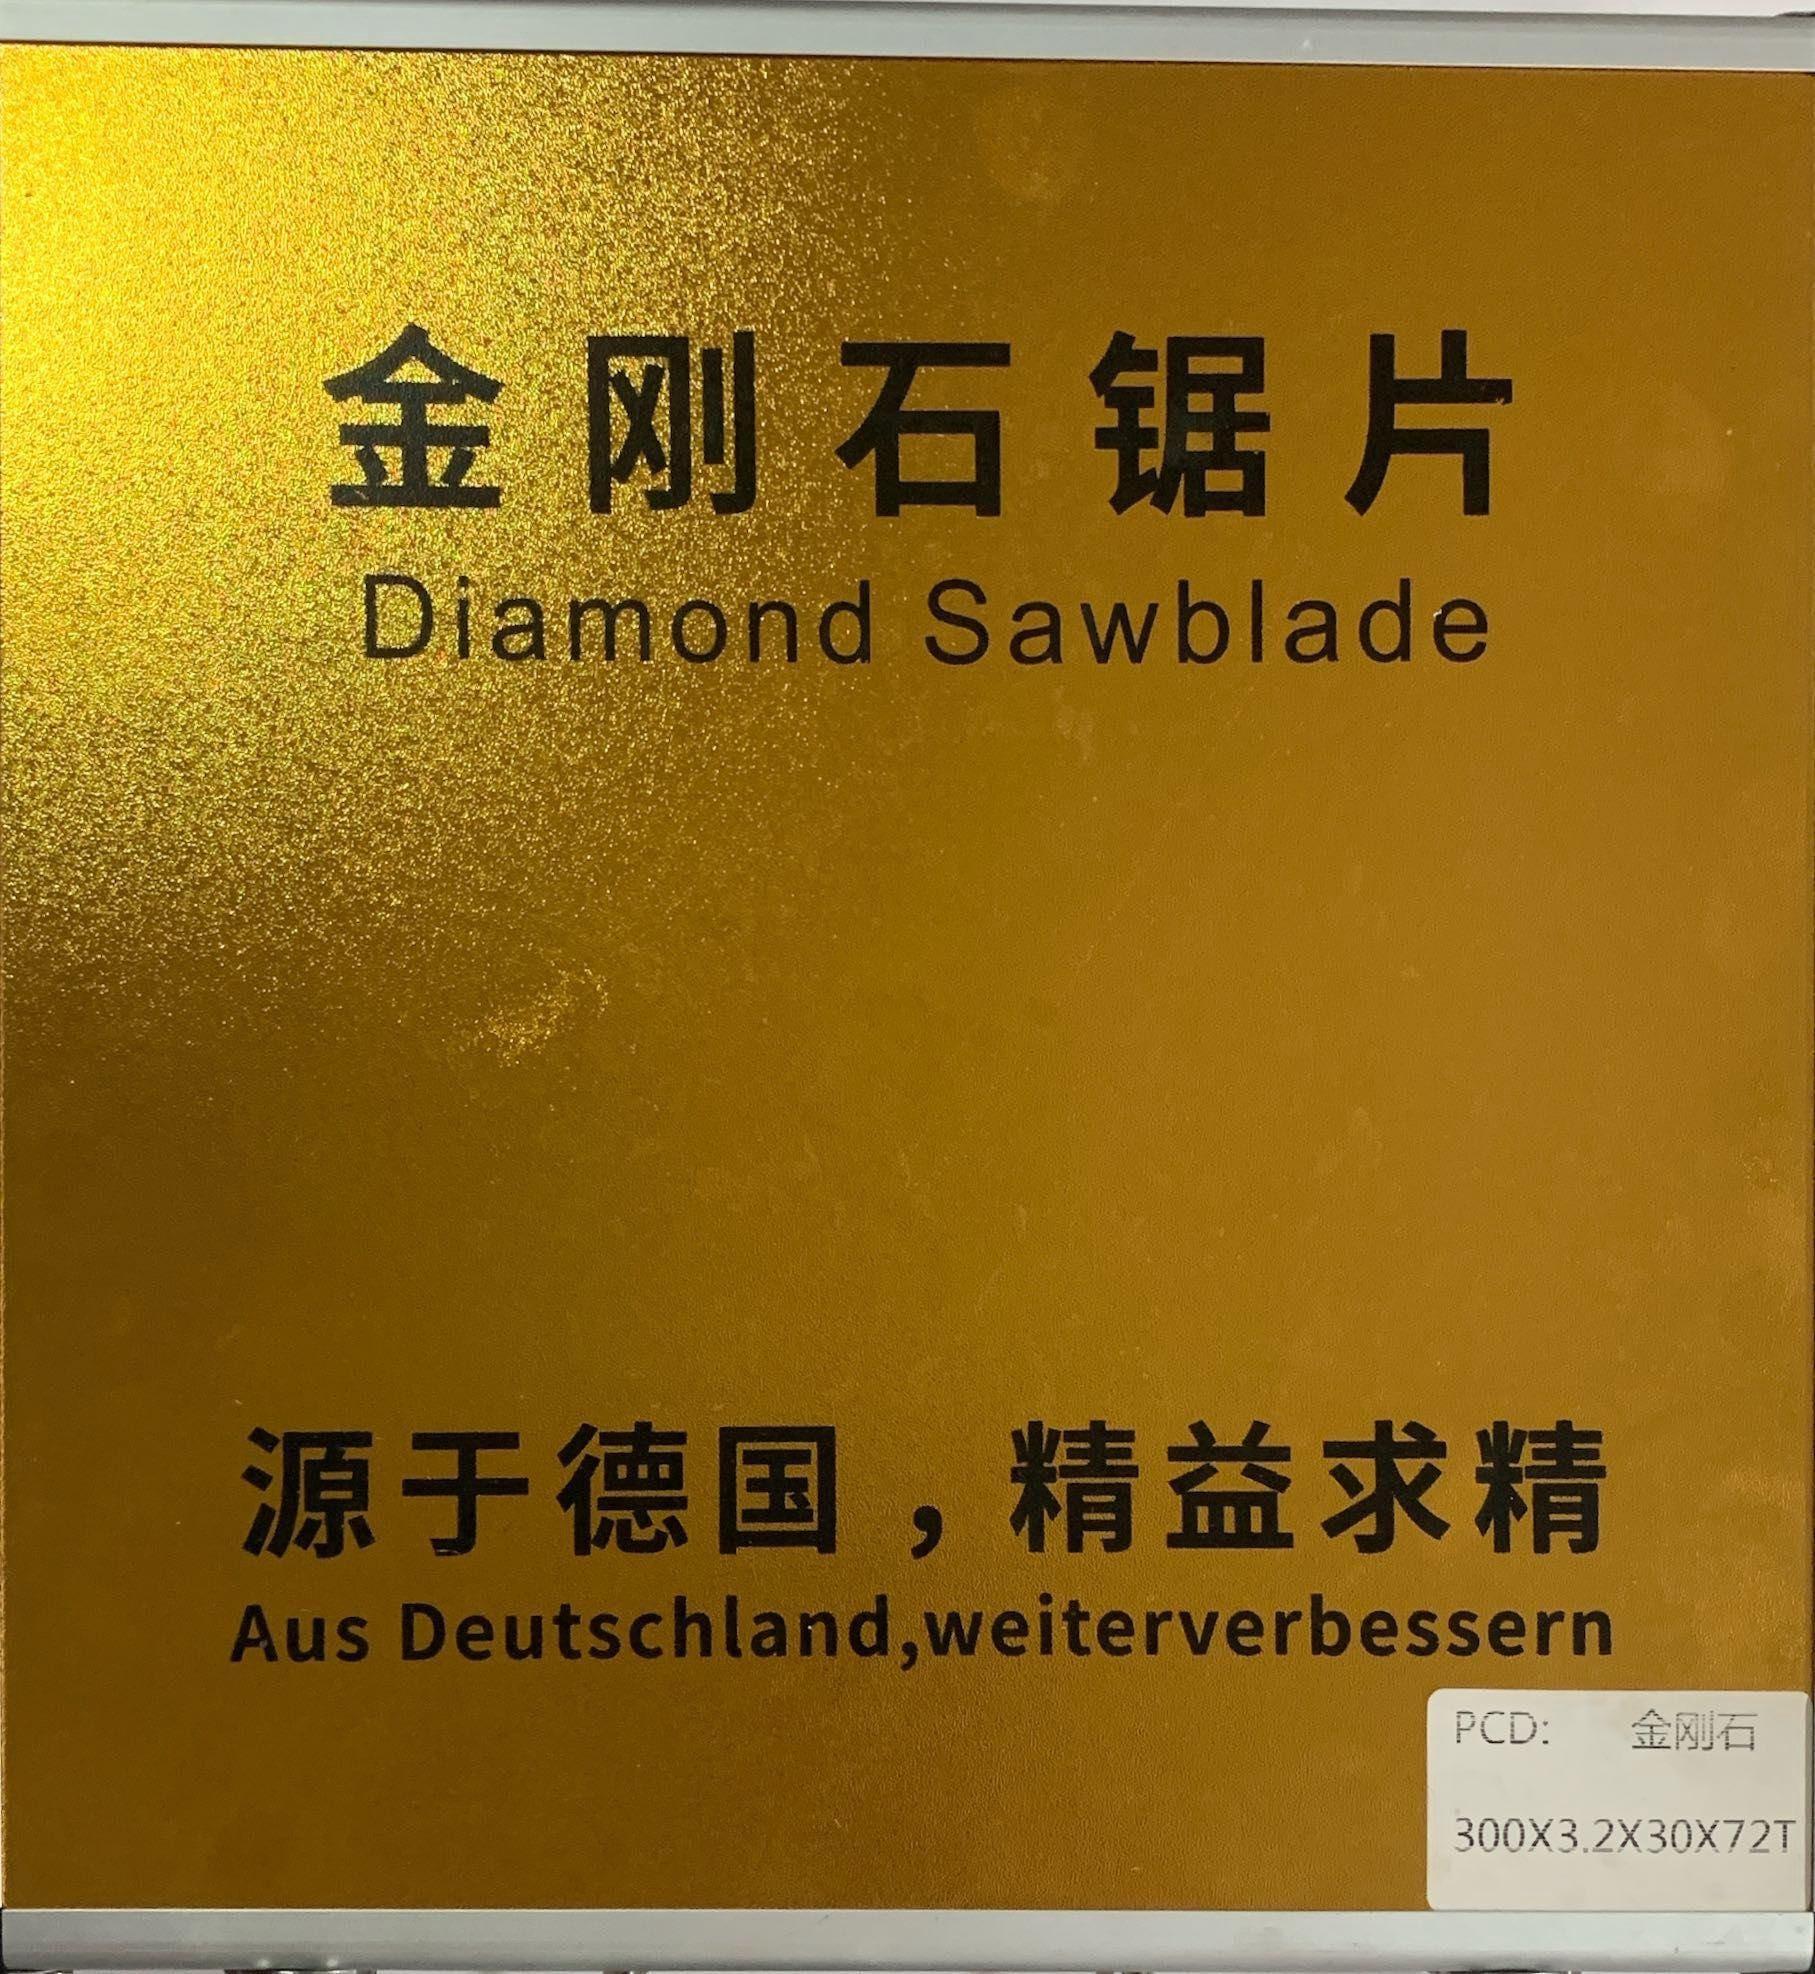 金刚石锯片
Diamond Sawblade
源于德国，精益求精
Aus Deutschland,weiterverbessern
PCD: 金刚石
300X3.2X30X72T